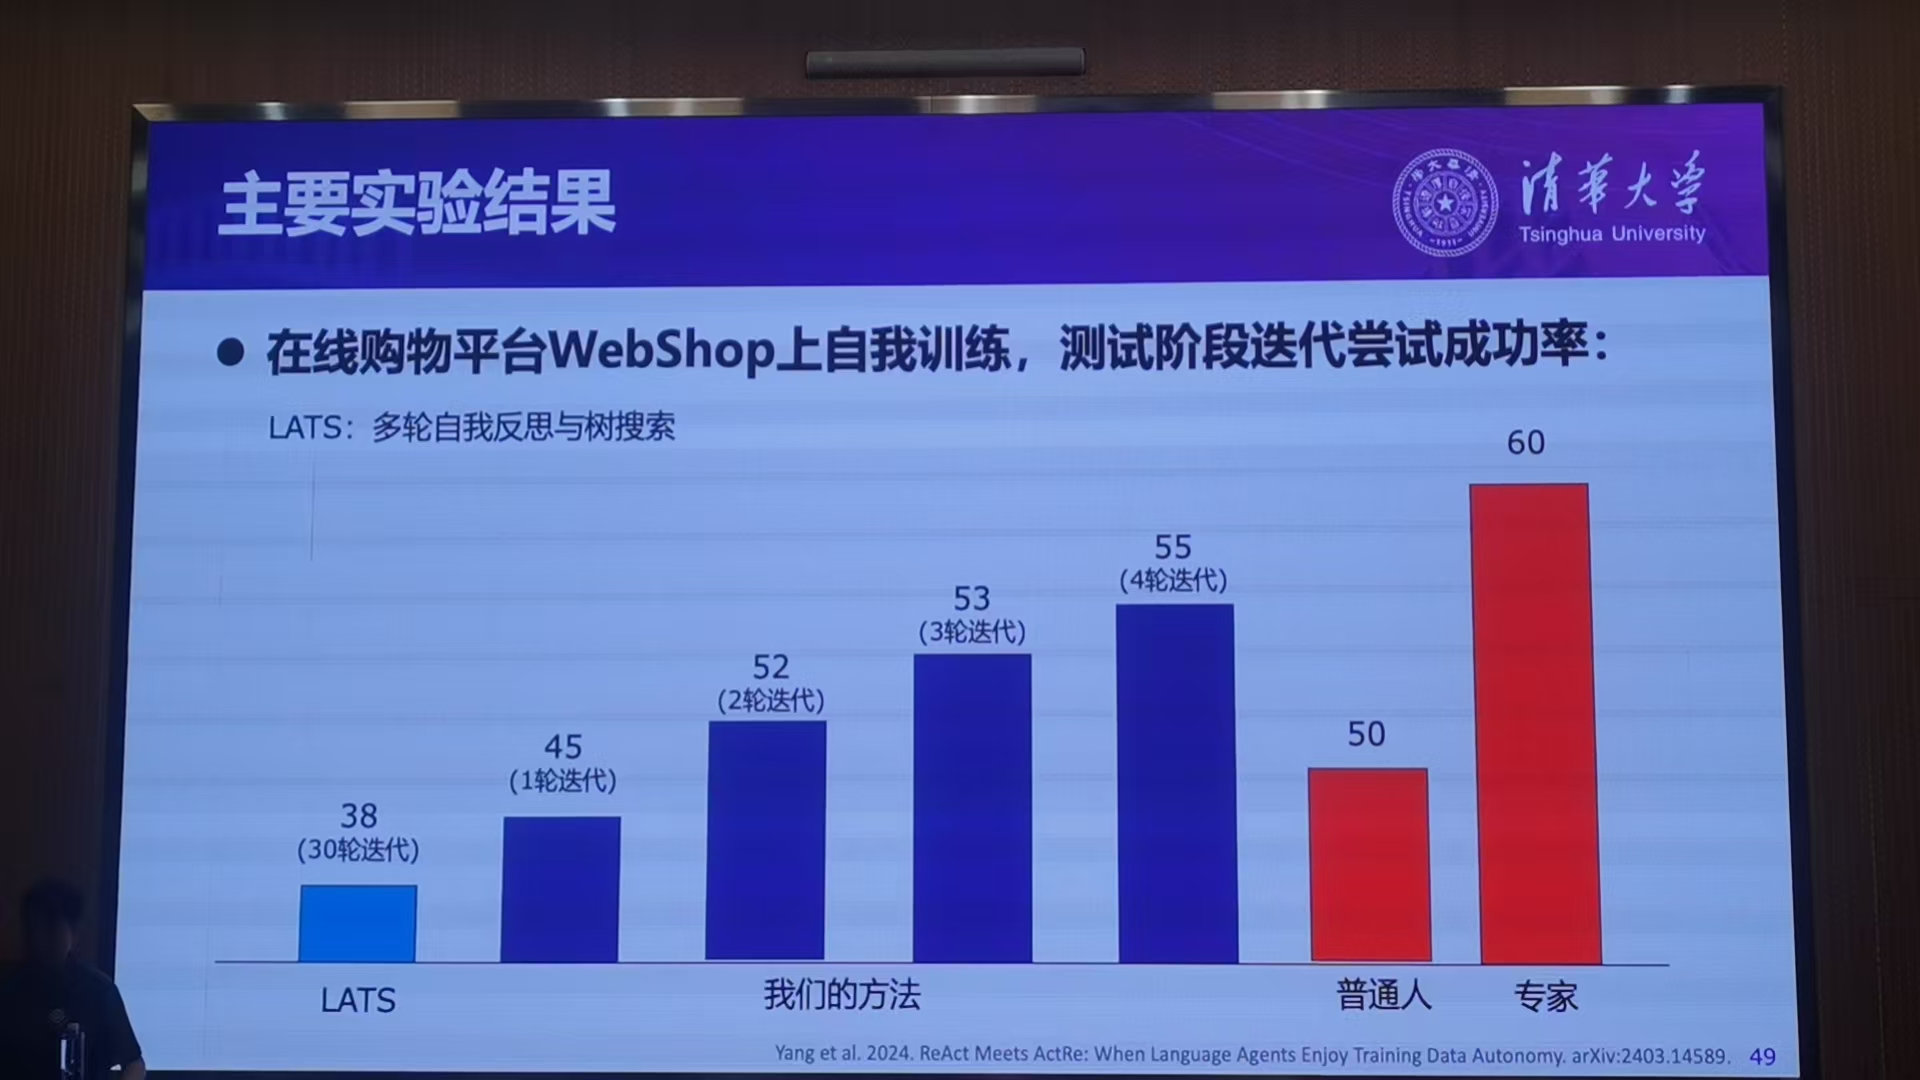 主要实验结果
清华大学
Tsinghua University
TSINGHUA UNIVERSITY
-1911-
● 在线购物平台WebShop上自我训练，测试阶段迭代尝试成功率：
LATS：多轮自我反思与树搜索
38
(30轮迭代)
45
(1轮迭代)
52
(2轮迭代)
53
(3轮迭代)
55
(4轮迭代)
50
60
LATS
我们的方法
普通人
专家
Yang et al. 2024. ReAct Meets ActRe: When Language Agents Enjoy Training Data Autonomy. arXiv:2403.14589.
49